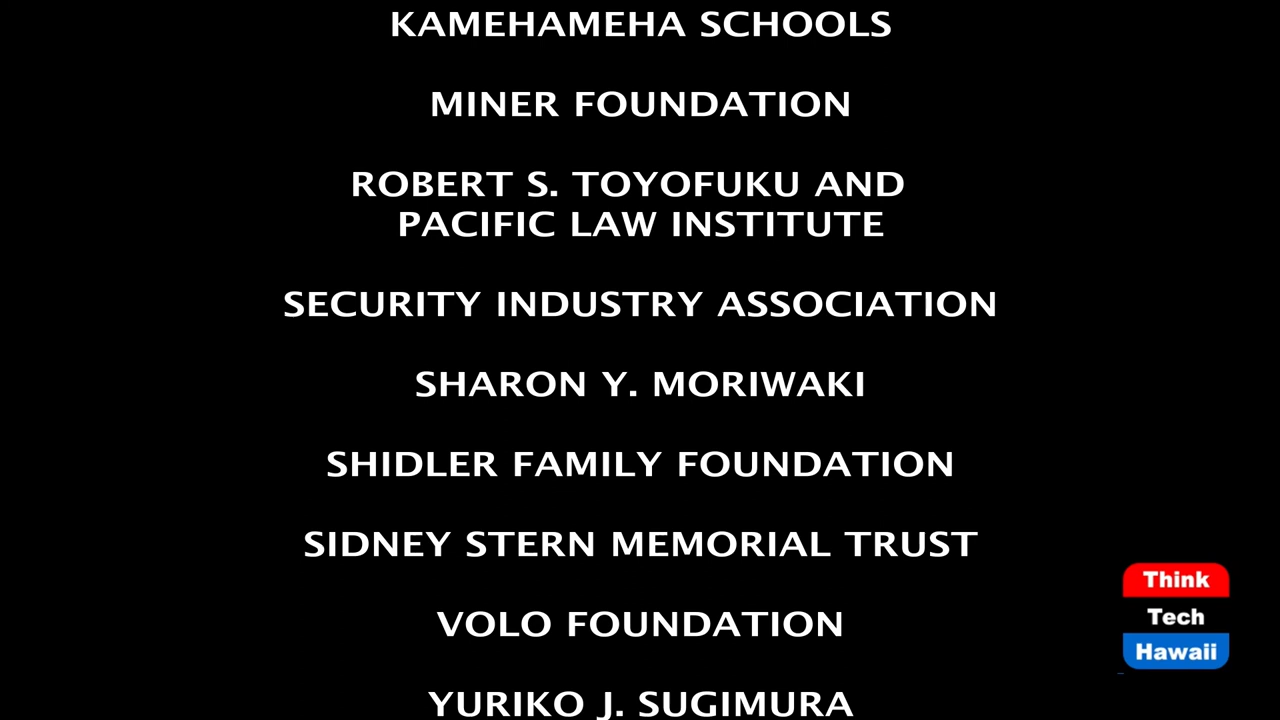 KAMEHAMEHA SCHOOLS
MINER FOUNDATION
ROBERT S. TOYOFUKU AND
PACIFIC LAW INSTITUTE
SECURITY INDUSTRY ASSOCIATION
SHARON Y. MORIWAKI
SHIDLER FAMILY FOUNDATION
SIDNEY STERN MEMORIAL TRUST
VOLO FOUNDATION
YURIKO J. SUGIMURA
Think
Tech
Hawaii